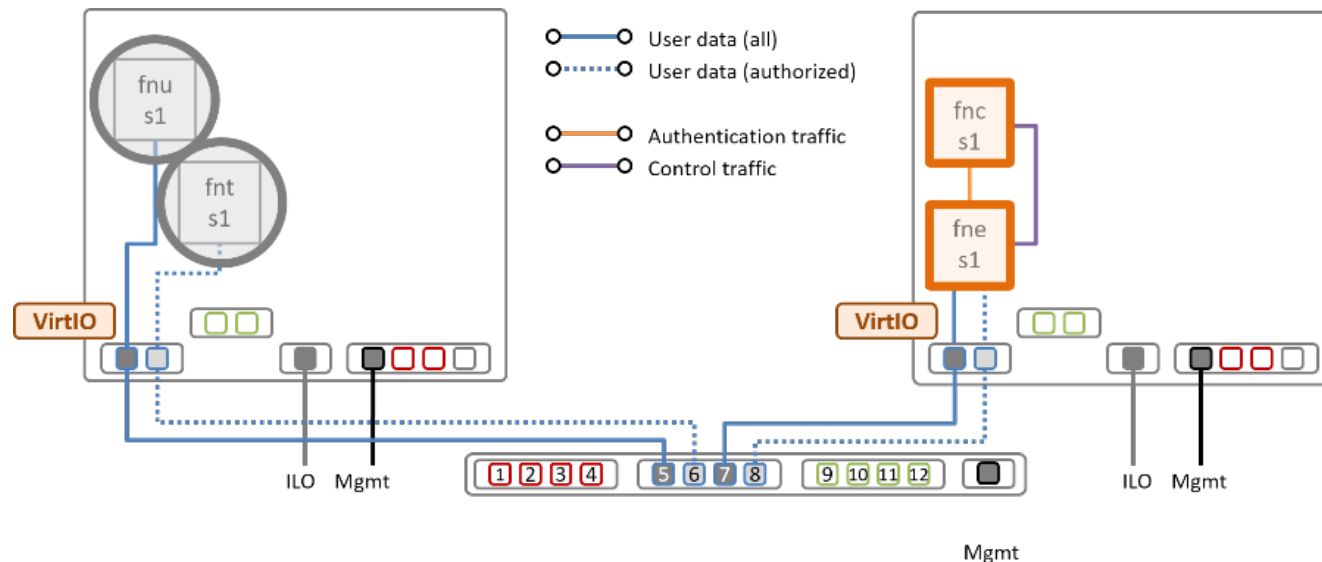 fnu
s1
fnt
s1
VirtIO
User data (all)
User data (authorized)
Authentication traffic
Control traffic
fnc
s1
fne
s1
VirtIO
ILO Mgmt
1 2 3 4 5 6 7 8 9 10 11 12
ILO Mgmt
Mgmt